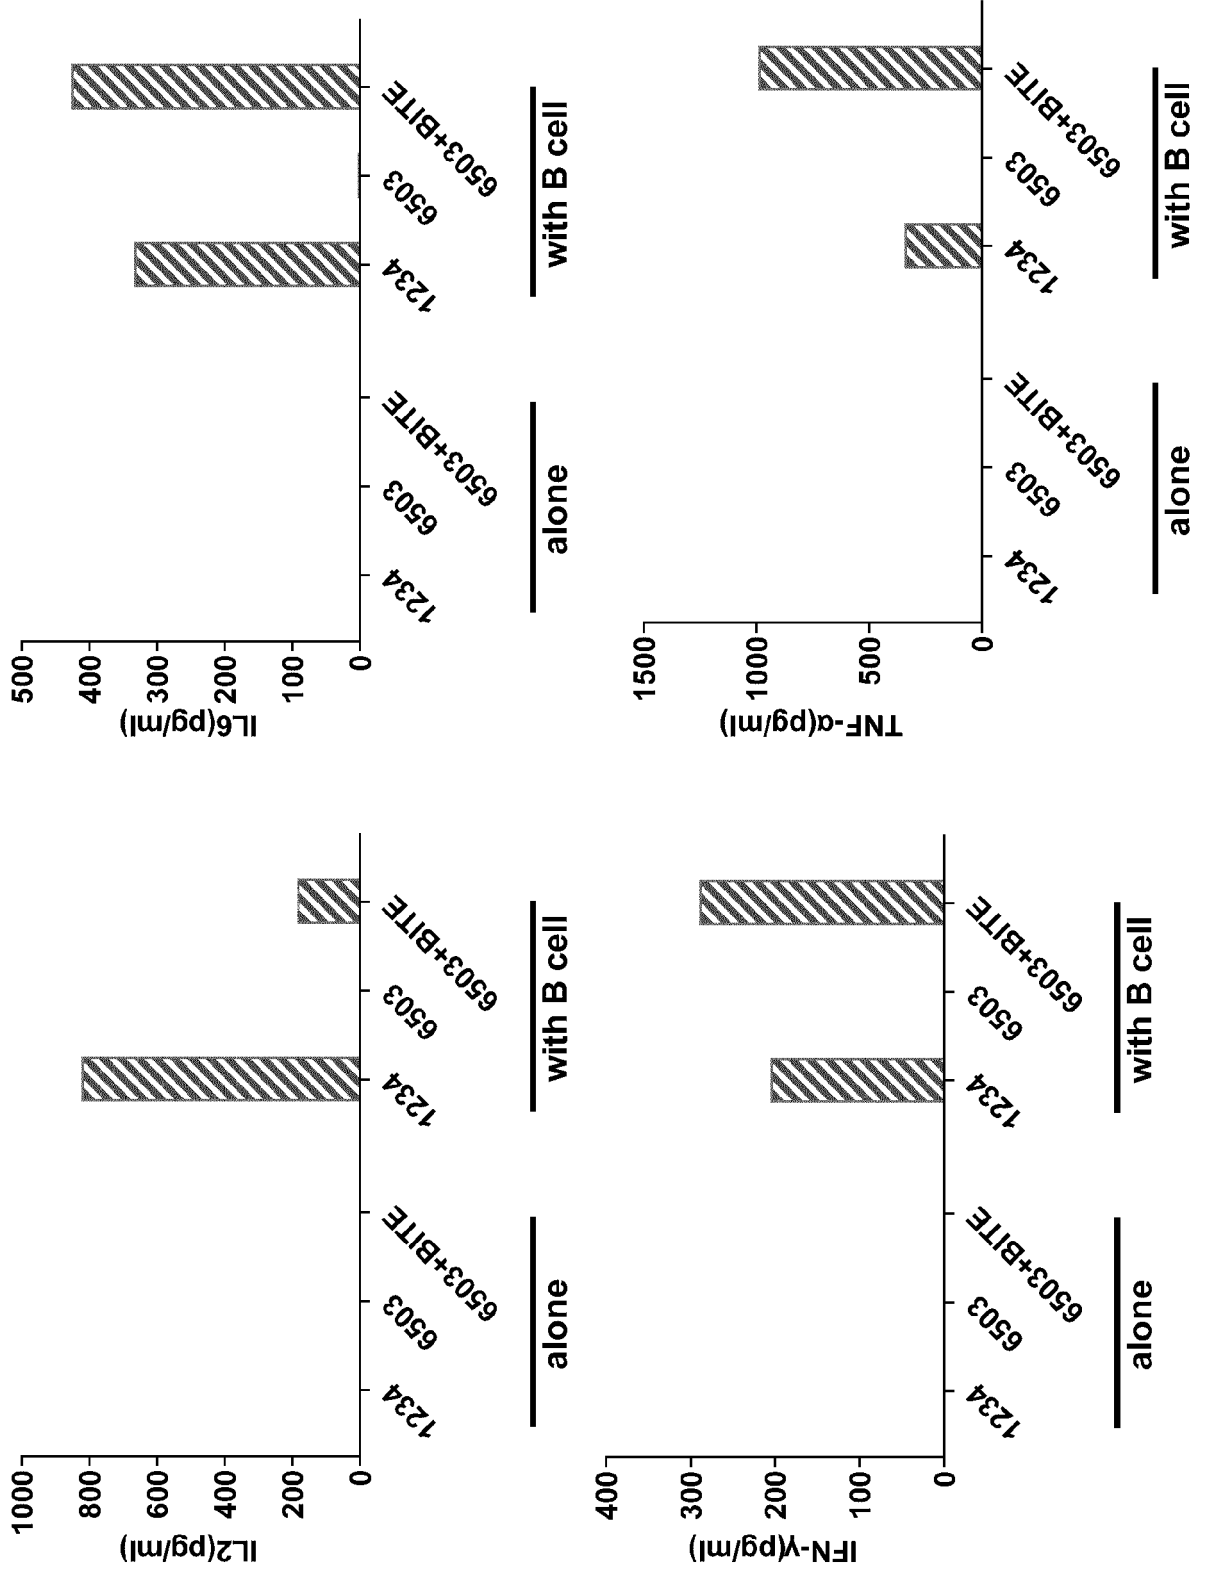 IL2(pg/ml)
1000
800
600
400
200
0
1234
6503
6503+BITE
1234
6503
6503+BITE
alone
with B cell
IL6(pg/ml)
500
400
300
200
100
0
1234
6503
6503+BITE
1234
6503
6503+BITE
alone
with B cell
IFN-γ(pg/ml)
400
300
200
100
0
1234
6503
6503+BITE
1234
6503
6503+BITE
alone
with B cell
TNF-α(pg/ml)
1500
1000
500
0
1234
6503
6503+BITE
1234
6503
6503+BITE
alone
with B cell